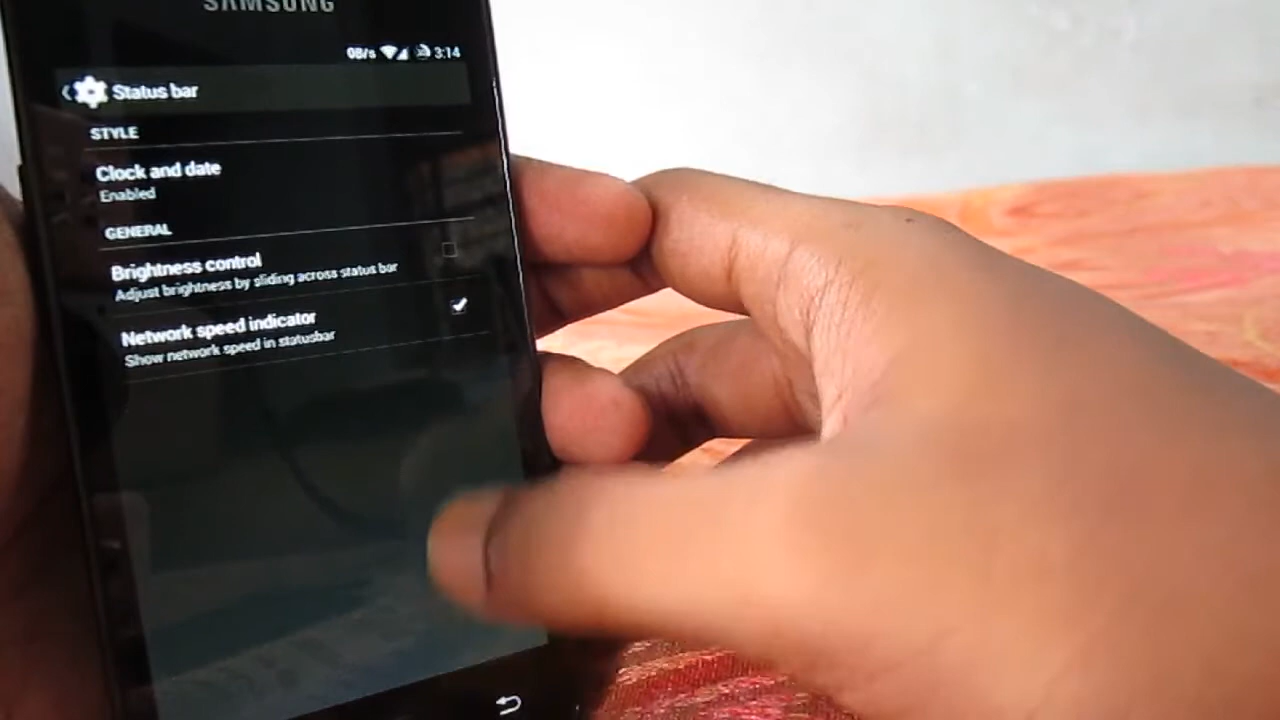 SAMSUNG
0B/s 3:14
Status bar
STYLE
Clock and date
Enabled
GENERAL
Brightness control
Adjust brightness by sliding across status bar
Network speed indicator
Show network speed in statusbar